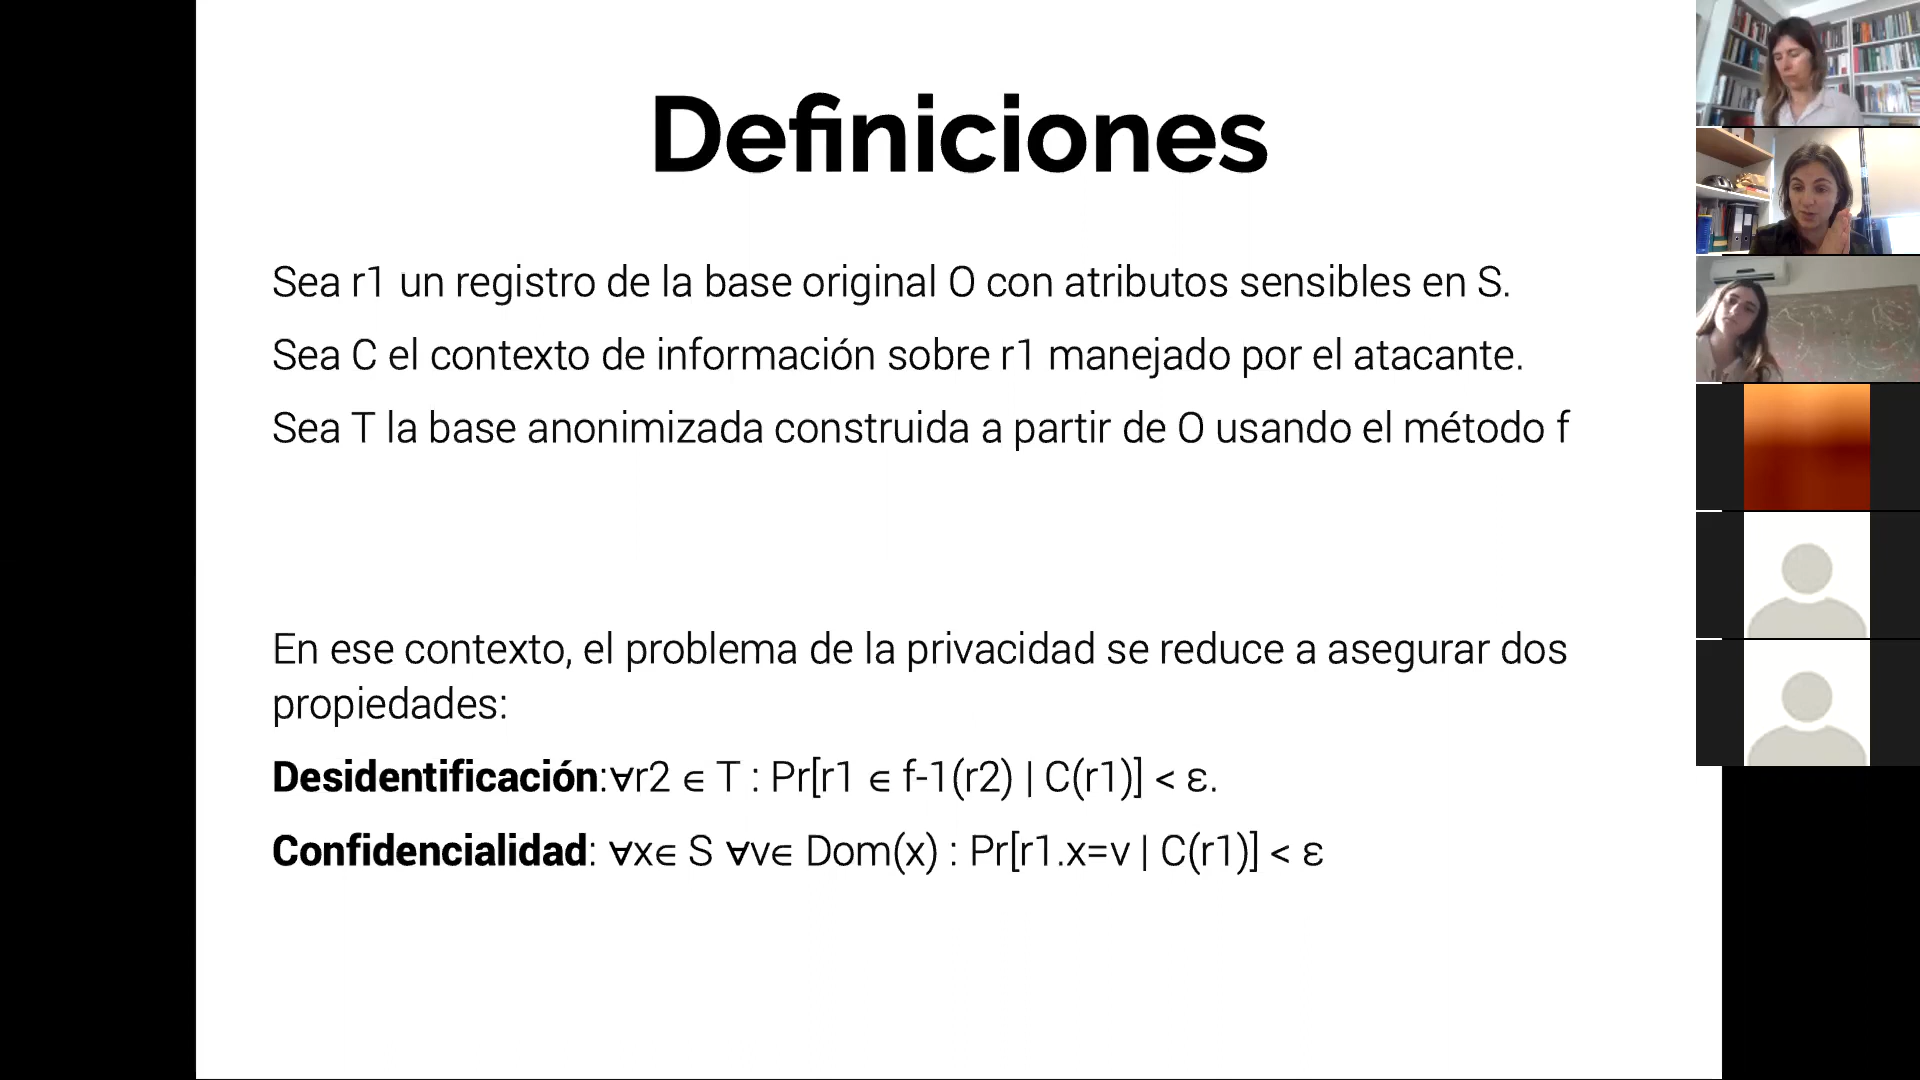 Definiciones
Sea r1 un registro de la base original O con atributos sensibles en S.
Sea C el contexto de información sobre r1 manejado por el atacante.
Sea T la base anonimizada construida a partir de O usando el método f
En ese contexto, el problema de la privacidad se reduce a asegurar dos
propiedades:
Desidentificación:∀r2 ∈ T : Pr[r1 ∈ f-1(r2) | C(r1)] < ε.
Confidencialidad: ∀x∈ S ∀v∈ Dom(x) : Pr[r1.x=v | C(r1)] < ε